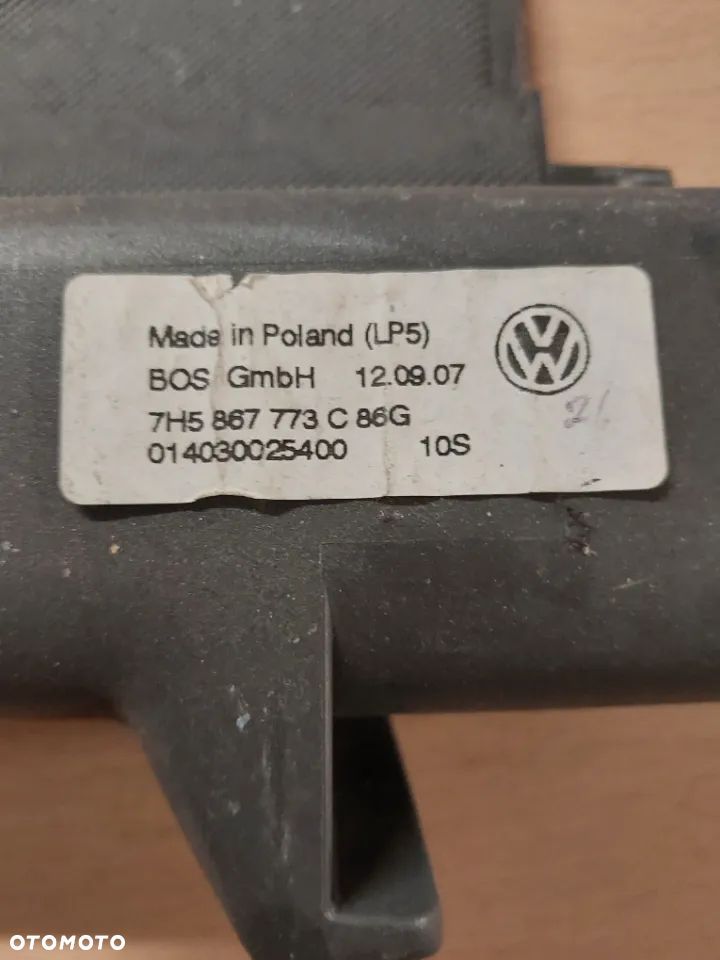 Made in Poland (LP5)
BOS GmbH 12.09.07
7H5 867 773 C 86G
014030025400 10S
OTOMOTO